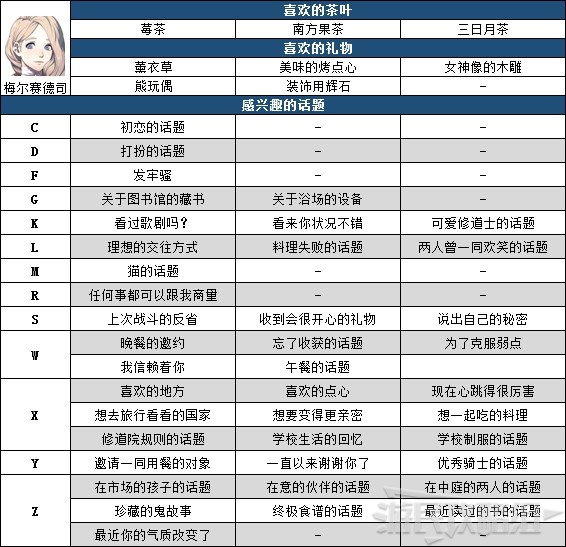 喜欢的茶叶
莓茶 南方果茶 三日月茶
喜欢的礼物
薰衣草 美味的烤点心 女神像的木雕
梅尔赛德司 熊玩偶 装饰用辉石 –
感兴趣的话题
C 初恋的话题 – –
D 打扮的话题 – –
F 发牢骚 – –
G 关于图书馆的藏书 关于浴场的设备 –
K 看过歌剧吗？ 看来你状况不错 可爱修道士的话题
L 理想的交往方式 料理失败的话题 两人曾一同欢笑的话题
M 猫的话题 – –
R 任何事都可以跟我商量 – –
S 上次战斗的反省 收到会很开心的礼物 说出自己的秘密
W 晚餐的邀约 忘了收获的话题 为了克服弱点
我信赖着你 午餐的话题
X 喜欢的地方 喜欢的点心 现在心跳得很厉害
想去旅行看看的国家 想要变得更亲密 想一起吃的料理
修道院规则的话题 学校生活的回忆 学校制服的话题
Y 邀请一同用餐的对象 一直以来谢谢你了 优秀骑士的话题
Z 在市场的孩子的话题 在意的伙伴的话题 在中庭的两人的话题
珍藏的鬼故事 终极食谱的话题 最近读过的书的话题
最近你的气质改变了 – –